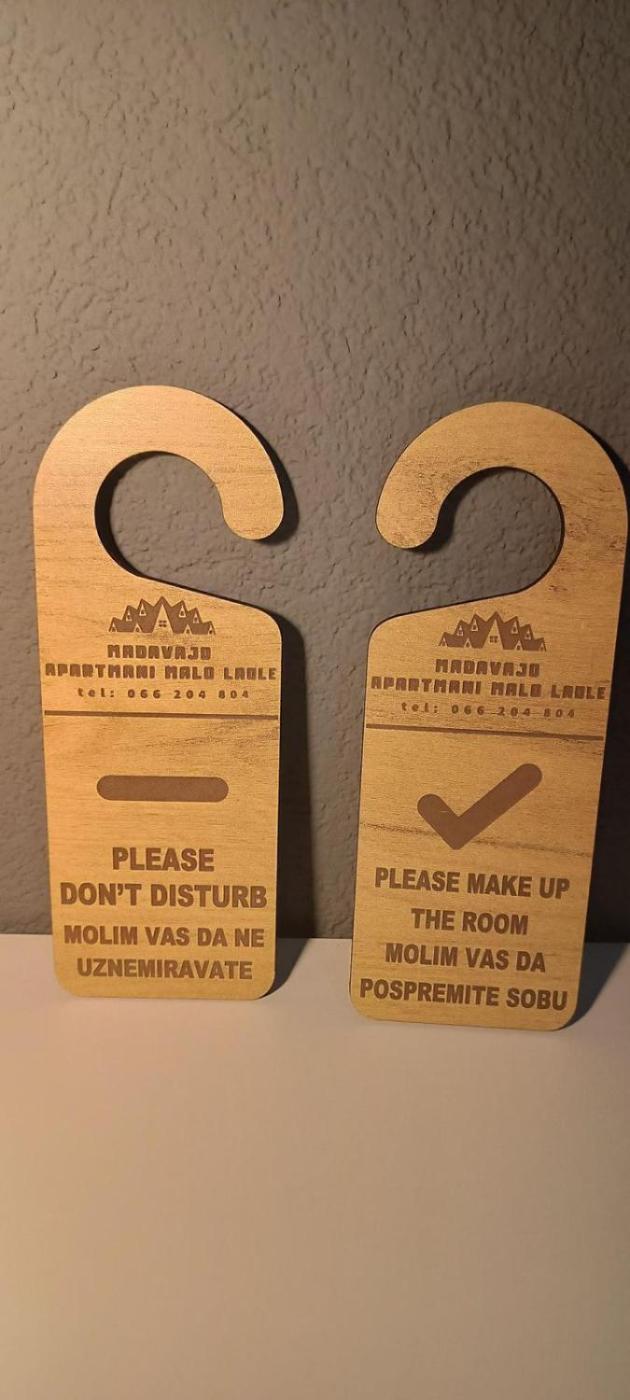 MADAVAJO
APARTMANI MALO LAOLE
tel: 066 204 804
PLEASE
DON'T DISTURB
MOLIM VAS DA NE
UZNEMIRAVATE
MADAVAJO
APARTMANI MALO LAOLE
tel: 066 204 804
PLEASE MAKE UP
THE ROOM
MOLIM VAS DA
POSPREMITE SOBU